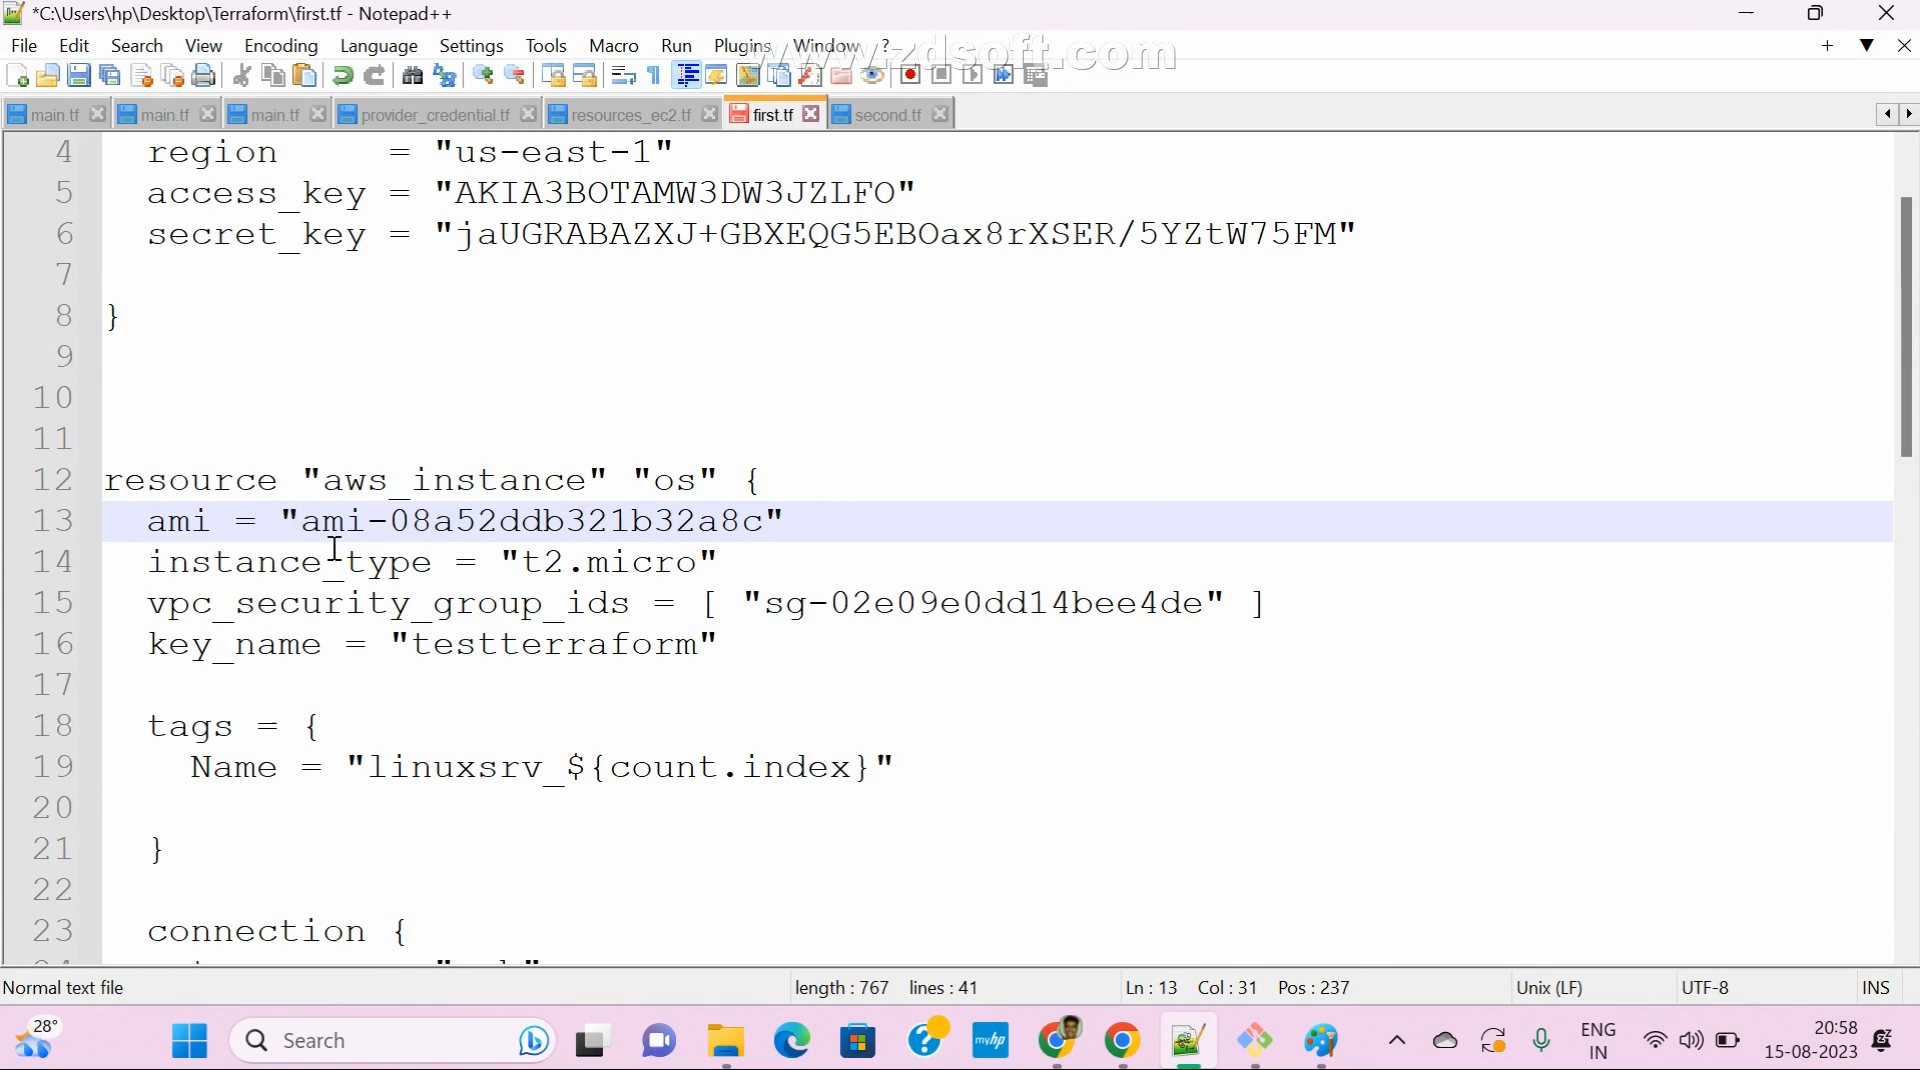 *C:\Users\hp\Desktop\Terraform\first.tf - Notepad++
File Edit Search View Encoding Language Settings Tools Macro Run Plugins Window ?
www.zdsoft.com
main.tf main.tf main.tf provider_credential.tf resources_ec2.tf first.tf second.tf
4 region = "us-east-1"
5 access_key = "AKIA3BOTAMW3DW3JZLFO"
6 secret_key = "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"
7
8 }
9
10
11
12 resource "aws_instance" "os" {
13 ami = "ami-08a52ddb321b32a8c"
14 instance_type = "t2.micro"
15 vpc_security_group_ids = [ "sg-02e09e0dd14bee4de" ]
16 key_name = "testterraform"
17
18 tags = {
19 Name = "linuxsrv_${count.index}"
20
21 }
22
23 connection {
Normal text file length : 767 lines : 41 Ln : 13 Col : 31 Pos : 237 Unix (LF) UTF-8 INS
28° Search myhp ENG 20:58
IN 15-08-2023